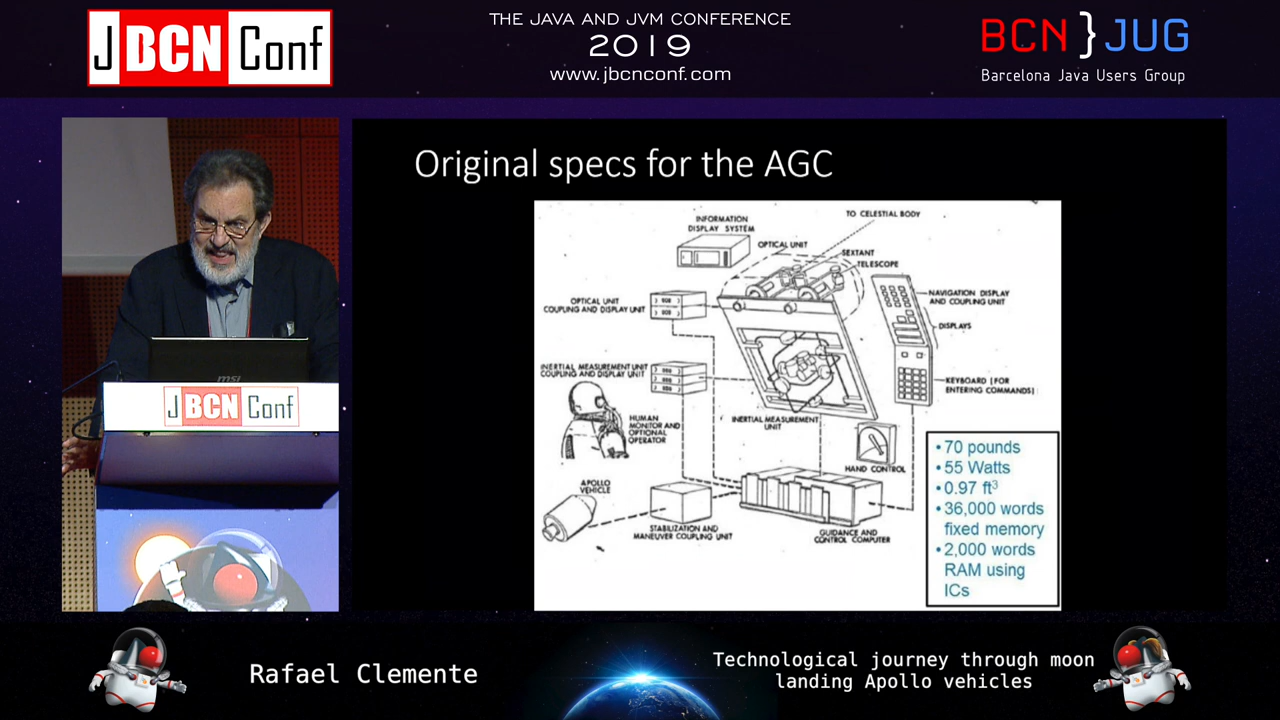 J BCN Conf
THE JAVA AND JVM CONFERENCE
2019
www.jbcnconf.com
BCN }JUG
Barcelona Java Users Group
msi
J BCN Conf
Original specs for the AGC
INFORMATION
DISPLAY SYSTEM
TO CELESTIAL BODY
OPTICAL UNIT
SEXTANT
TELESCOPE
OPTICAL UNIT
COUPLING AND DISPLAY UNIT
NAVIGATION DISPLAY
AND COUPLING UNIT
DISPLAYS
INERTIAL MEASUREMENT UNIT
COUPLING AND DISPLAY UNIT
KEYBOARD [FOR
ENTERING COMMANDS]
HUMAN
MONITOR AND
OPTIONAL
OPERATOR
INERTIAL MEASUREMENT
UNIT
HAND CONTROL
APOLLO
VEHICLE
STABILIZATION AND
MANEUVER COUPLING UNIT
GUIDANCE AND
CONTROL COMPUTER
• 70 pounds
• 55 Watts
• 0.97 ft³
• 36,000 words
fixed memory
• 2,000 words
RAM using
ICs
Rafael Clemente
Technological journey through moon
landing Apollo vehicles